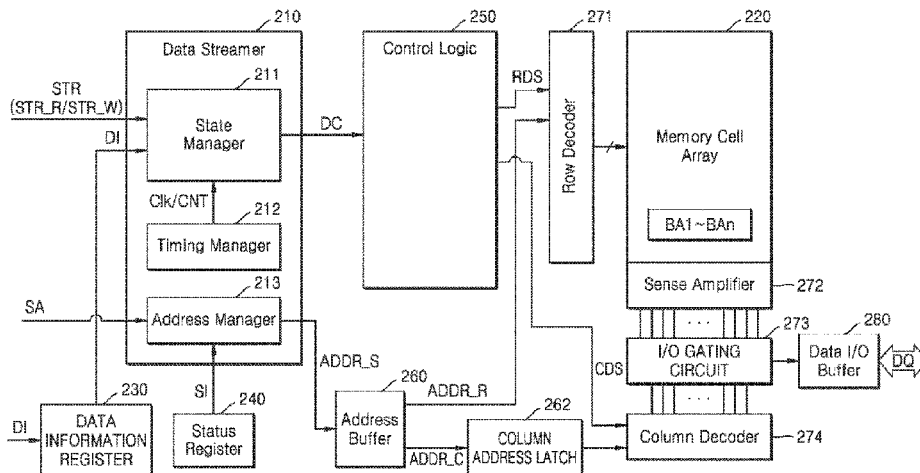 210
250
271
220
Data Streamer
Control Logic
STR
(STR_R/STR_W)
211
State
Manager
DI
DC
RDS
Row Decoder
Memory Cell
Array
Clk/CNT
212
Timing Manager
BA1~BAn
213
Sense Amplifier
272
SA
Address Manager
. . .
273
280
ADDR_S
I/O GATING
CIRCUIT
Data I/O
Buffer
DQ
CDS
230
SI
240
260
ADDR_R
262
. . .
DI
DATA
INFORMATION
REGISTER
Status
Register
Address
Buffer
ADDR_C
COLUMN
ADDRESS LATCH
Column Decoder
274